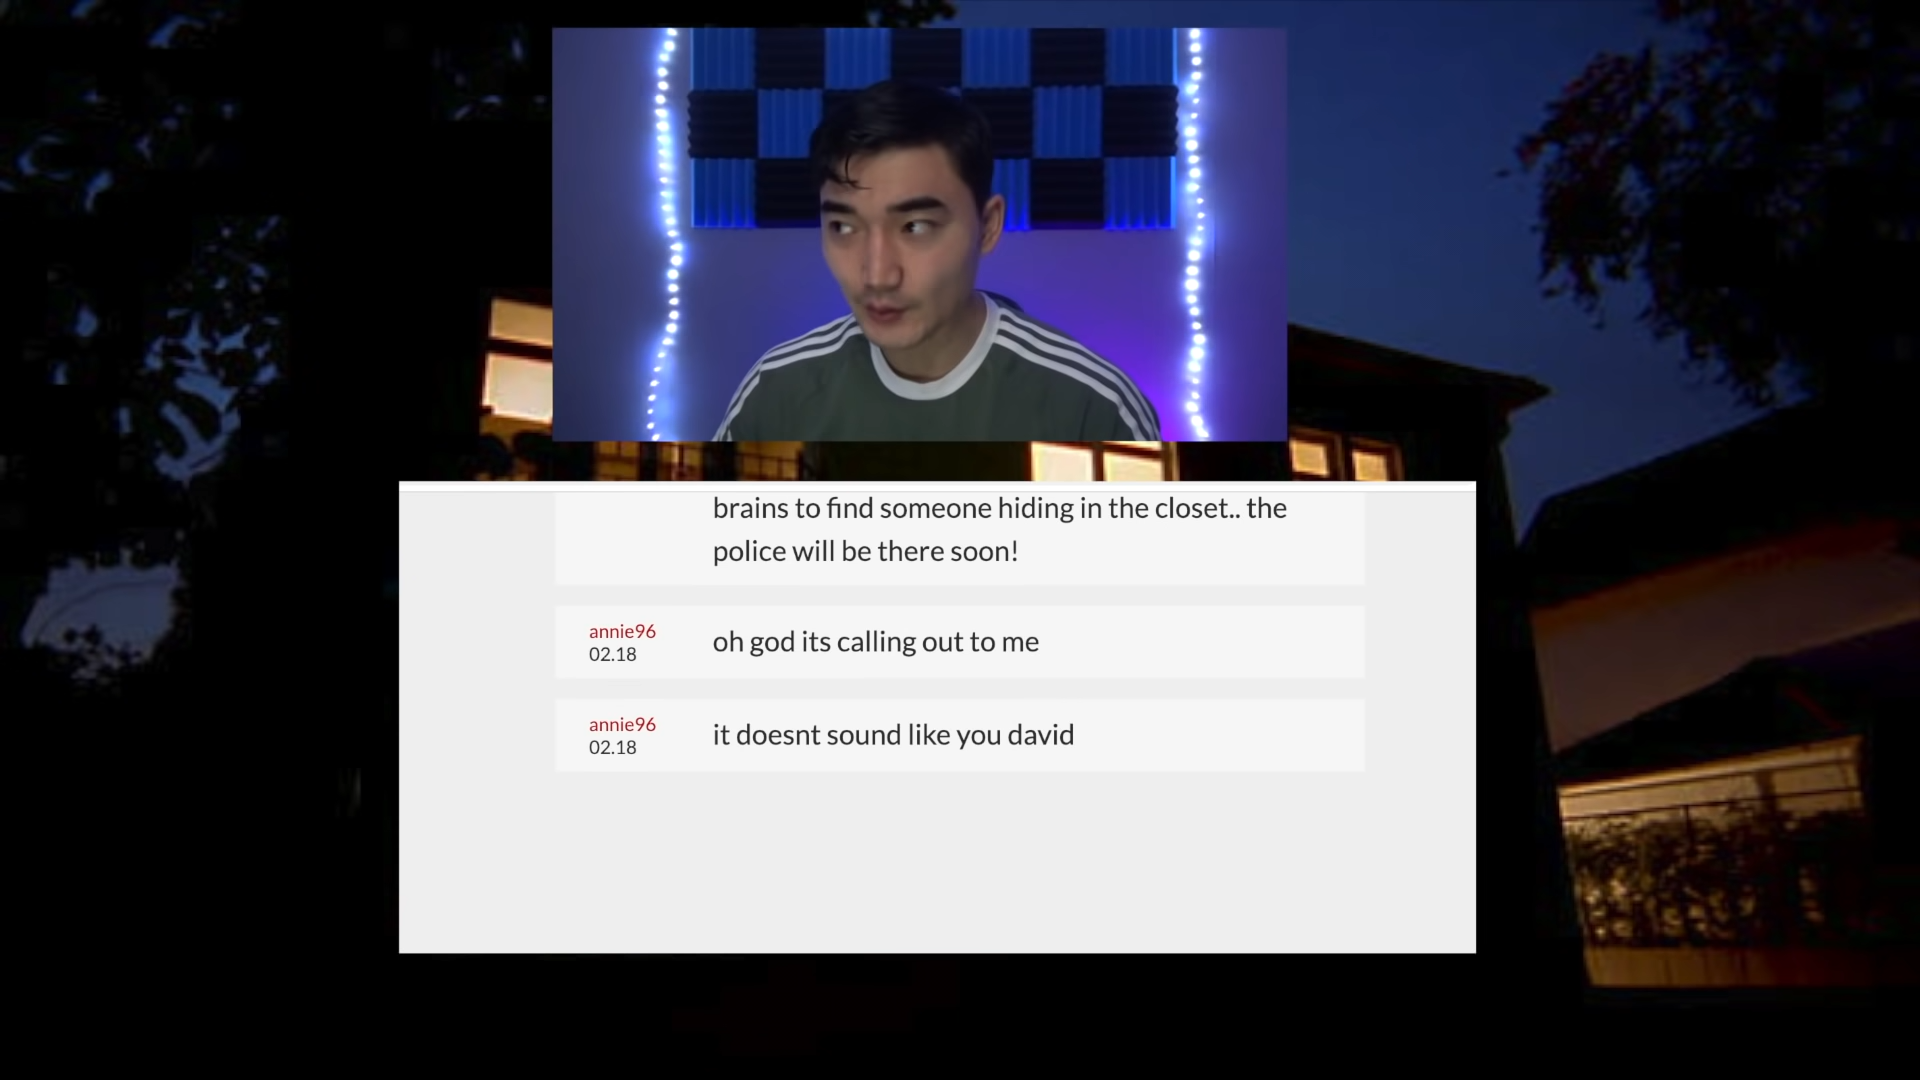 brains to find someone hiding in the closet.. the
police will be there soon!
annie96
02.18
oh god its calling out to me
annie96
02.18
it doesnt sound like you david